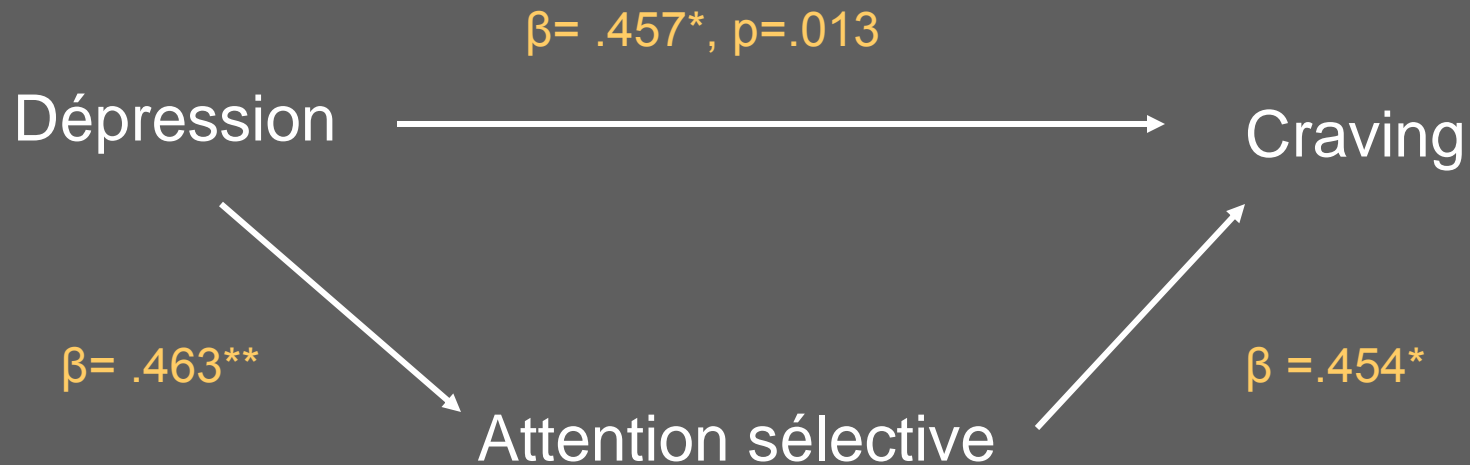 β= .457*, p=.013
Dépression
Craving
β= .463**
β =.454*
Attention sélective